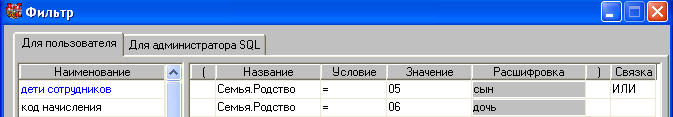 Фильтр
Для пользователя Для администратора SQL
Наименование ( Название Условие Значение Расшифровка ) Связка
дети сотрудников Семья.Родство = 05 сын ИЛИ
код начисления Семья.Родство = 06 дочь